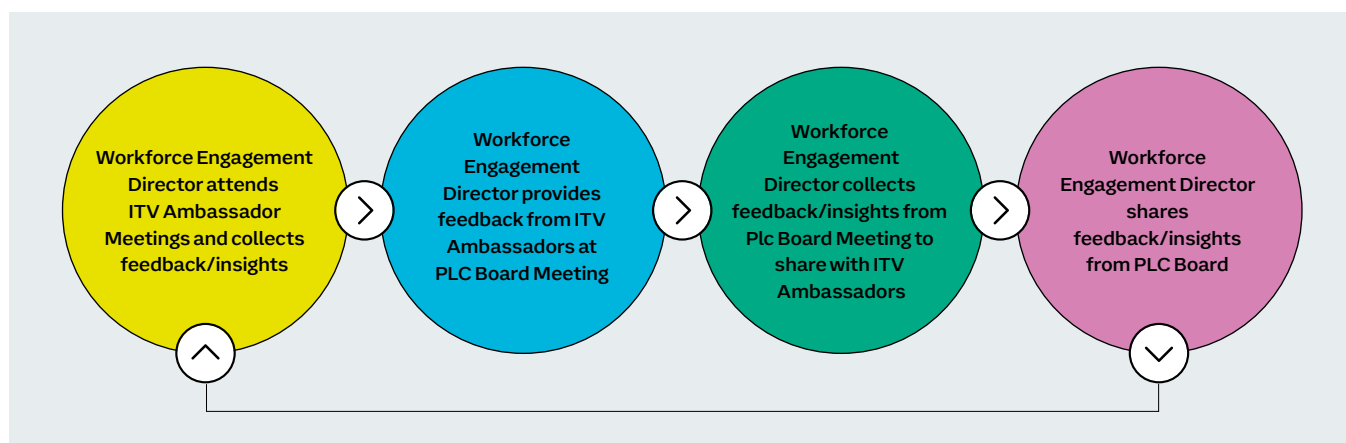 Workforce Engagement
Director attends
ITV Ambassador
Meetings and collects
feedback/insights
Workforce
Engagement
Director provides
feedback from ITV
Ambassadors at
PLC Board Meeting
Workforce
Engagement
Director collects
feedback/insights from
Plc Board Meeting to
share with ITV
Ambassadors
Workforce
Engagement Director
shares
feedback/insights
from PLC Board